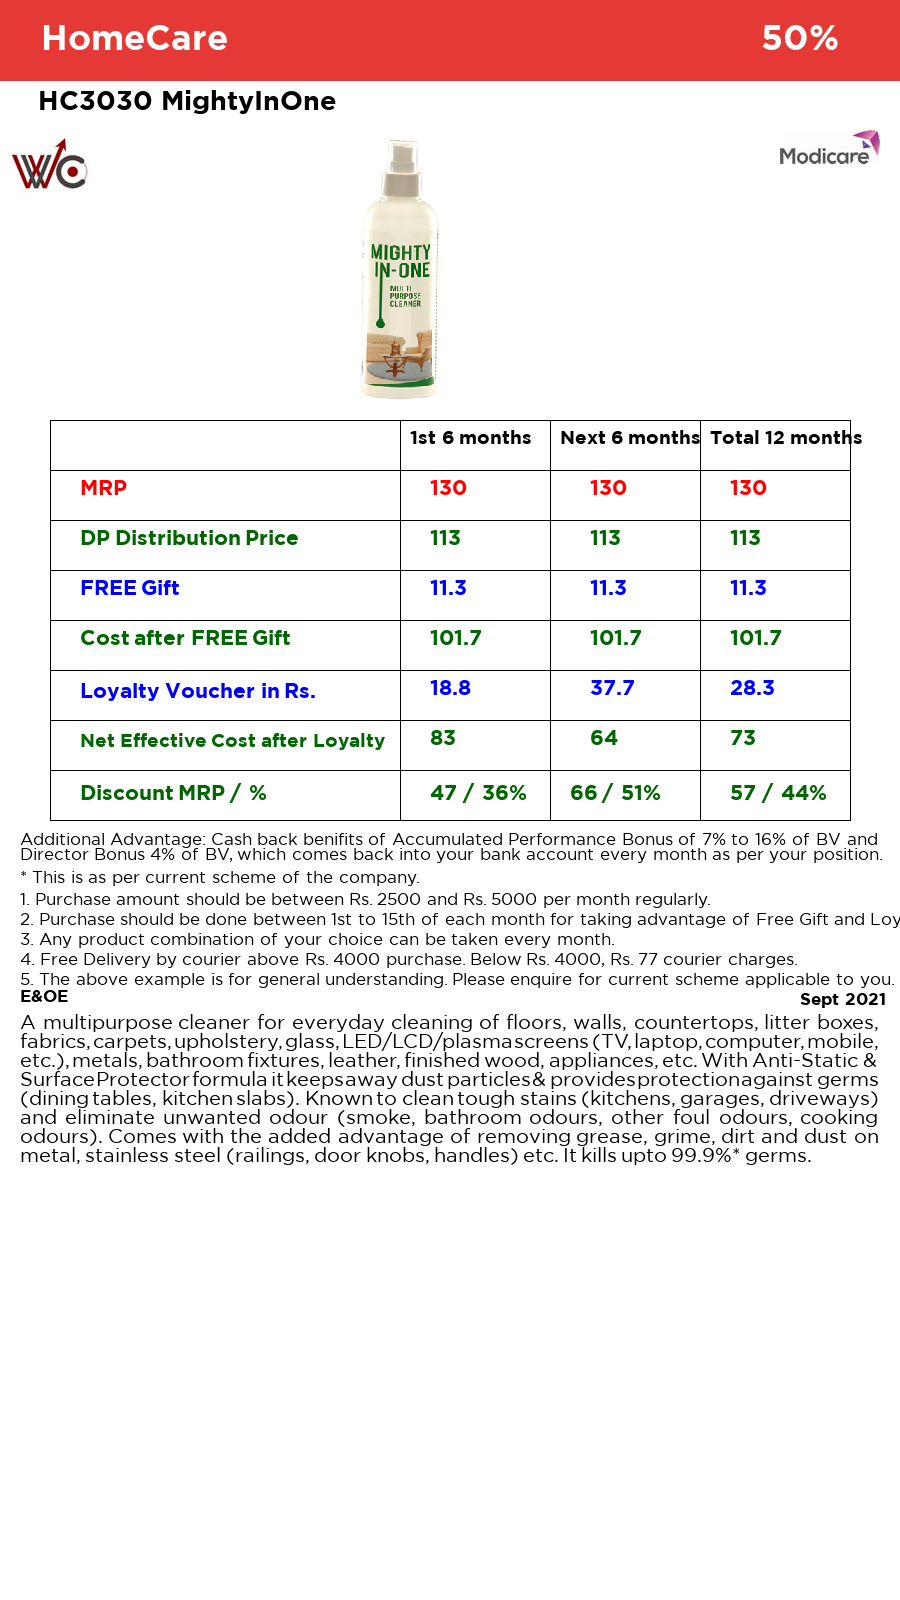 HomeCare 50%
HC3030 MightyInOne
WC
Modicare
MIGHTY
IN-ONE
MULTI
PURPOSE
CLEANER
1st 6 months Next 6 months Total 12 months
MRP 130 130 130
DP Distribution Price 113 113 113
FREE Gift 11.3 11.3 11.3
Cost after FREE Gift 101.7 101.7 101.7
Loyalty Voucher in Rs. 18.8 37.7 28.3
Net Effective Cost after Loyalty 83 64 73
Discount MRP / % 47 / 36% 66 / 51% 57 / 44%
Additional Advantage: Cash back benifits of Accumulated Performance Bonus of 7% to 16% of BV and
Director Bonus 4% of BV, which comes back into your bank account every month as per your position.
* This is as per current scheme of the company.
1. Purchase amount should be between Rs. 2500 and Rs. 5000 per month regularly.
2. Purchase should be done between 1st to 15th of each month for taking advantage of Free Gift and Loy
3. Any product combination of your choice can be taken every month.
4. Free Delivery by courier above Rs. 4000 purchase. Below Rs. 4000, Rs. 77 courier charges.
5. The above example is for general understanding. Please enquire for current scheme applicable to you.
E&OE Sept 2021
A multipurpose cleaner for everyday cleaning of floors, walls, countertops, litter boxes,
fabrics, carpets, upholstery, glass, LED/LCD/plasma screens (TV, laptop, computer, mobile,
etc.), metals, bathroom fixtures, leather, finished wood, appliances, etc. With Anti-Static &
Surface Protector formula it keeps away dust particles & provides protection against germs
(dining tables, kitchen slabs). Known to clean tough stains (kitchens, garages, driveways)
and eliminate unwanted odour (smoke, bathroom odours, other foul odours, cooking
odours). Comes with the added advantage of removing grease, grime, dirt and dust on
metal, stainless steel (railings, door knobs, handles) etc. It kills upto 99.9%* germs.